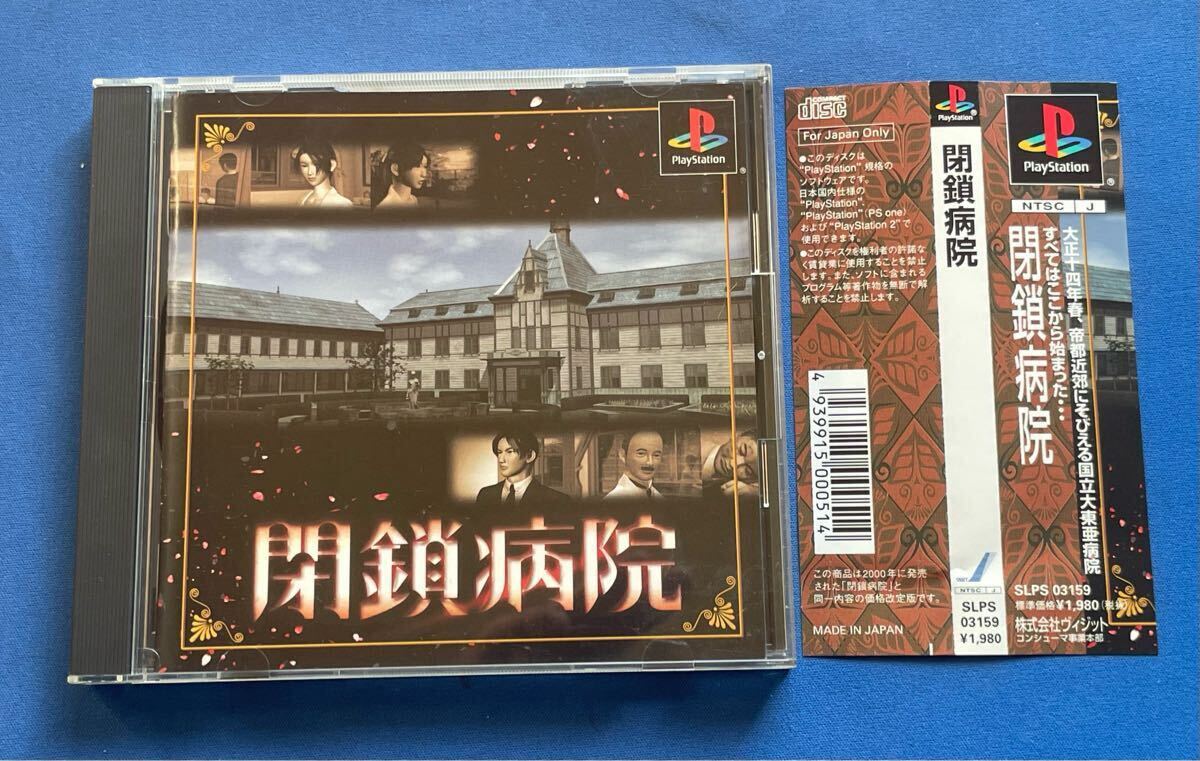 PlayStation
閉鎖病院
COMPACT
disc
For Japan Only
●このディスクは
"PlayStation" 規格の
ソフトウェアです。
日本国内仕様の
"PlayStation"、
"PlayStation"(PS one)
および"PlayStation 2"で
使用できます。
●このディスクを権利者の許諾な
く賃貸業に使用することを禁止
します。また、ソフトに含まれる
プログラム等著作物を無断で解
析することを禁止します。
4 939915 000514
この商品は2000年に発売
された「閉鎖病院」と
同一内容の価格改定版です。
MADE IN JAPAN
PlayStation
閉鎖病院
NTSC J
SLPS
03159
¥1,980
PlayStation
NTSC J
大正十四年春、帝都近郊にそびえる国立大東亜病院
すべてはここから始まった…
閉鎖病院
SLPS 03159
標準価格¥1,980(税抜)
株式会社ヴィジット
コンシューマ事業本部